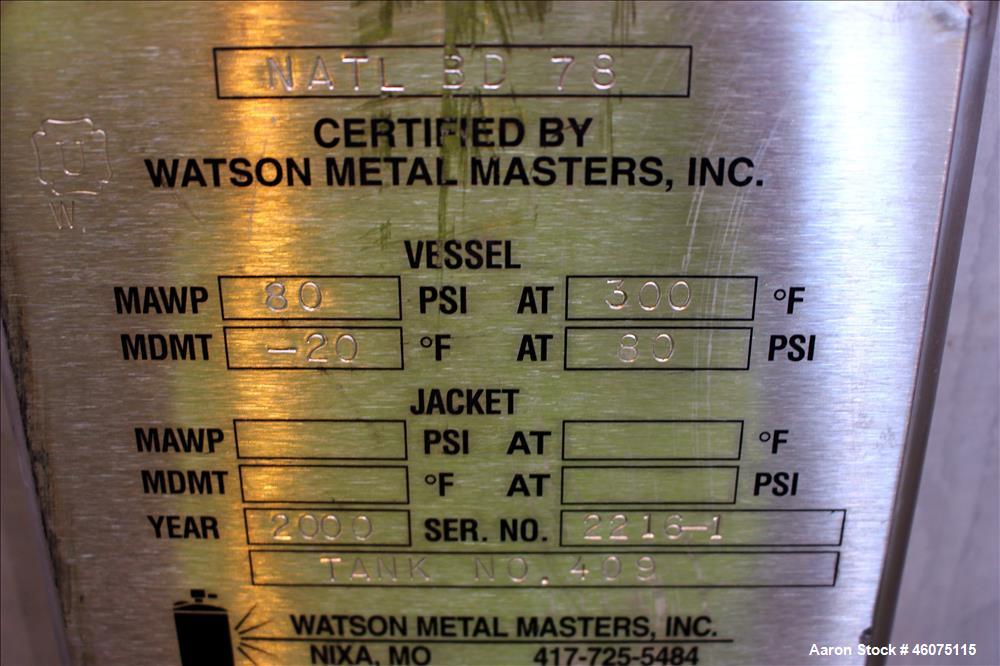 NATL BD 78
CERTIFIED BY
U
WATSON METAL MASTERS, INC.
W
VESSEL
MAWP 80 PSI AT 300 °F
MDMT -20 °F AT 80 PSI
JACKET
MAWP PSI AT °F
MDMT °F AT PSI
YEAR 2000 SER. NO. 2216-1
TANK NO. 409
WATSON METAL MASTERS, INC.
NIXA, MO 417-725-5484
Aaron Stock # 46075115